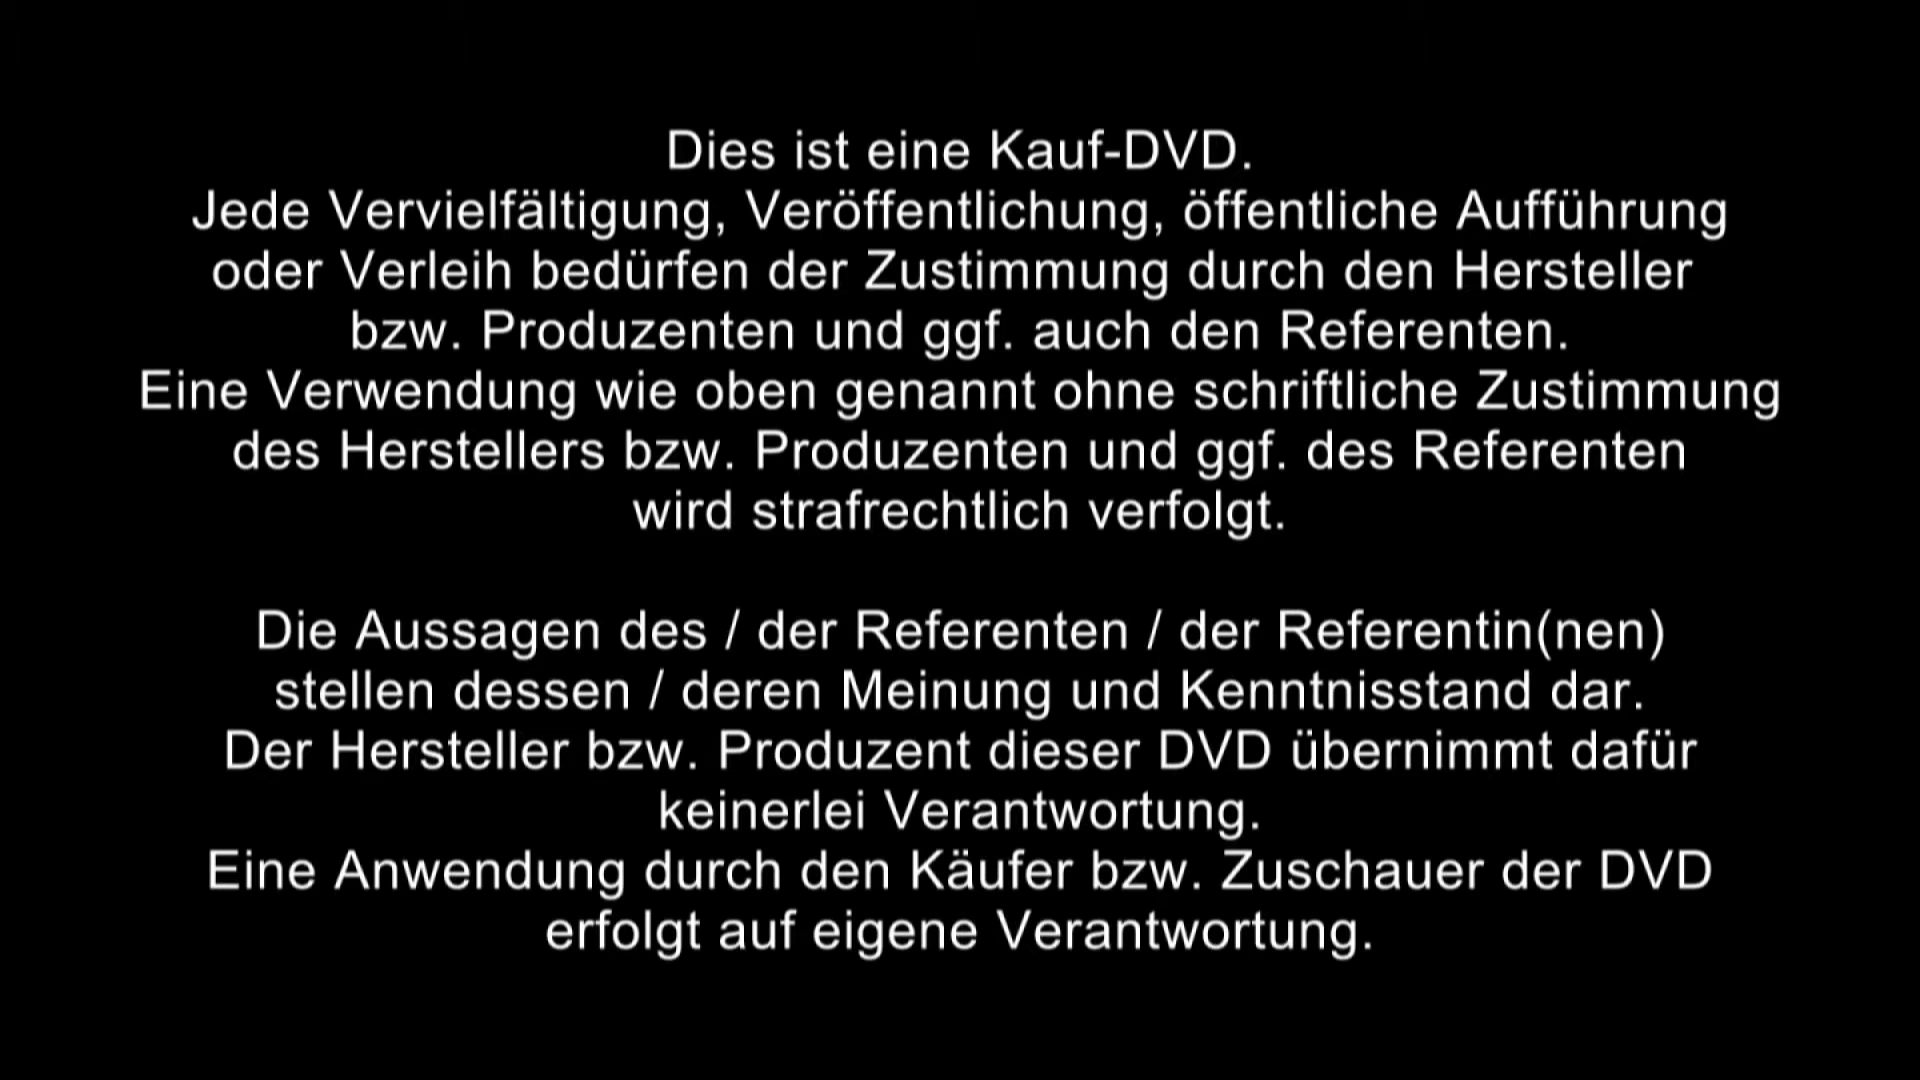 Dies ist eine Kauf-DVD.
Jede Vervielfältigung, Veröffentlichung, öffentliche Aufführung
oder Verleih bedürfen der Zustimmung durch den Hersteller
bzw. Produzenten und ggf. auch den Referenten.
Eine Verwendung wie oben genannt ohne schriftliche Zustimmung
des Herstellers bzw. Produzenten und ggf. des Referenten
wird strafrechtlich verfolgt.
Die Aussagen des / der Referenten / der Referentin(nen)
stellen dessen / deren Meinung und Kenntnisstand dar.
Der Hersteller bzw. Produzent dieser DVD übernimmt dafür
keinerlei Verantwortung.
Eine Anwendung durch den Käufer bzw. Zuschauer der DVD
erfolgt auf eigene Verantwortung.